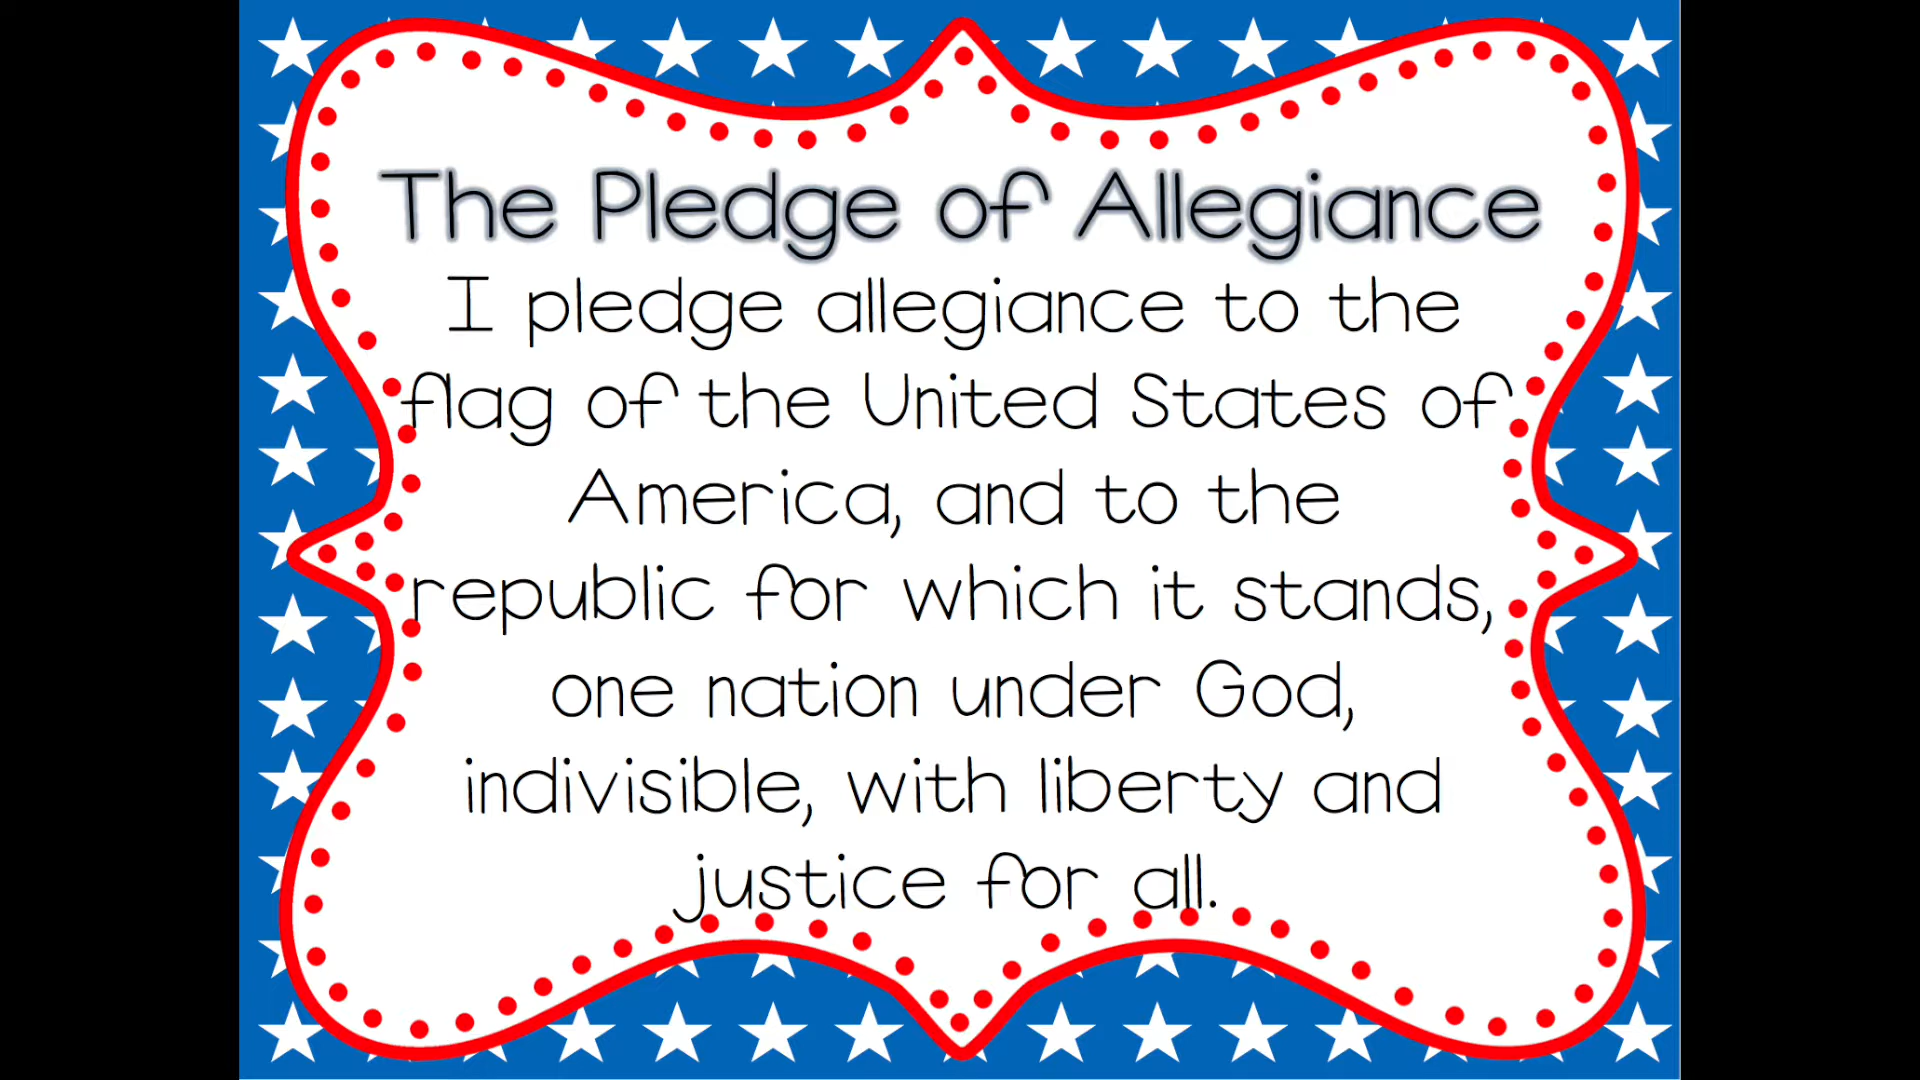 The Pledge of Allegiance
I pledge allegiance to the
flag of the United States of
America, and to the
republic for which it stands,
one nation under God,
indivisible, with liberty and
justice for all.